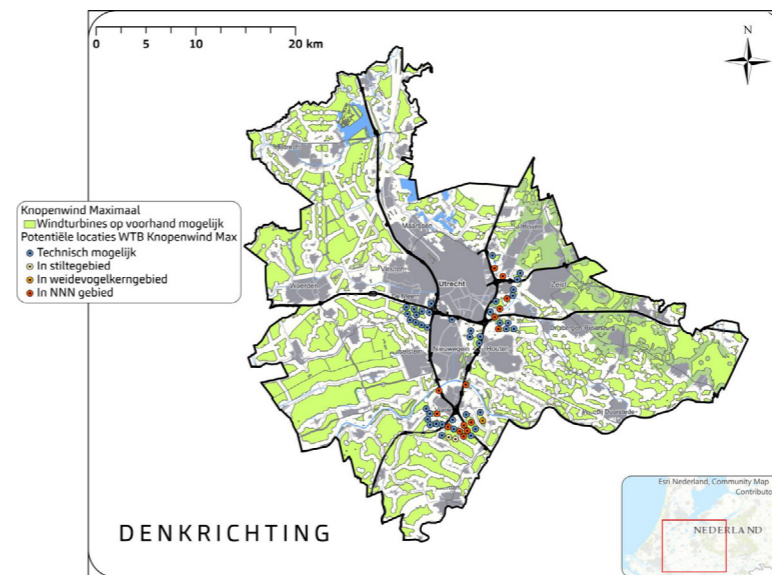 0 5 10 20 km
N
Knopenwind Maximaal
Windturbines op voorhand mogelijk
Potentiële locaties WTB Knopenwind Max
Technisch mogelijk
In stiltegebied
In weidevogelkerngebied
In NNN gebied
Maarssen
Utrecht
Woerden
Zeist
Nieuwegein
Houten
DENKRICHTING
Esri Nederland, Community Map
Contributo
NEDERLAND